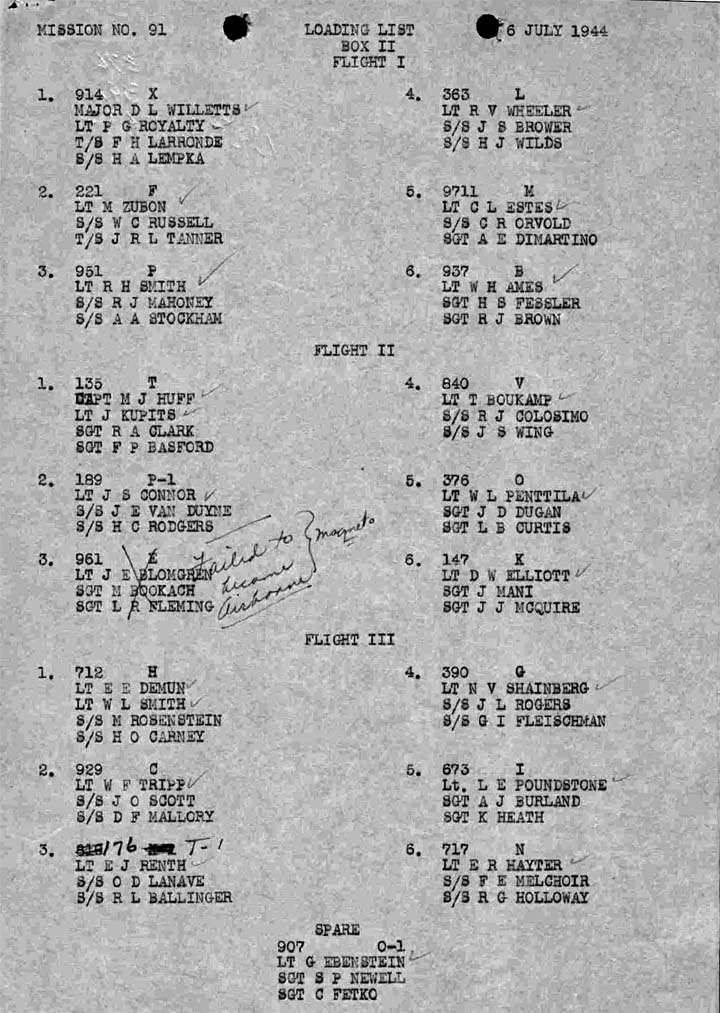 MISSION NO. 91
LOADING LIST
6 JULY 1944
BOX II
FLIGHT I
1. 914 X
MAJOR D L WILLETTS
LT P G ROYALTY
T/S F H LARRONDE
S/S H A LEMPKA
2. 221 F
LT M ZUBON
S/S W C RUSSELL
T/S J R L TANNER
3. 951 P
LT R H SMITH
S/S R J MAHONEY
S/S A A STOCKHAM
4. 363 L
LT R V WHEELER
S/S J S BROWER
S/S H J WILDS
5. 9711 M
LT C L ESTES
S/S C R ORVOLD
SGT A E DIMARTINO
6. 937 B
LT W H AMES
SGT H S FESSLER
SGT R J BROWN
FLIGHT II
1. 135 T
CAPT M J HUFF
LT J KUPITS
SGT R A CLARK
SGT F P BASFORD
2. 189 P-1
LT J S CONNOR
S/S J E VAN DUYNE
S/S H C RODGERS
3. 961 E
LT J E BLOMGREN
SGT M BOOKACH
SGT L R FLEMING
Failed to
became
airborne
magneto
4. 840 V
LT T BOUKAMP
S/S R J COLOSIMO
S/S J S WING
5. 376 O
LT W L PENTTILA
SGT J D DUGAN
SGT L B CURTIS
6. 147 K
LT D W ELLIOTT
SGT J MANI
SGT J J MCQUIRE
FLIGHT III
1. 712 H
LT E E DEMUN
LT W L SMITH
S/S M ROSENSTEIN
S/S H O CARNEY
2. 929 C
LT W F TRIPP
S/S J O SCOTT
S/S D F MALLORY
3. 176 T-1
LT E J RENTH
S/S O D LANAVE
S/S R L BALLINGER
4. 390 G
LT N V SHAINBERG
S/S J L ROGERS
S/S G I FLEISCHMAN
5. 673 I
Lt. L E POUNDSTONE
SGT A J BURLAND
SGT K HEATH
6. 717 N
LT E R HAYTER
S/S F E MELCHOIR
S/S R G HOLLOWAY
SPARE
907 O-1
LT G EBENSTEIN
SGT S P NEWELL
SGT C FETKO